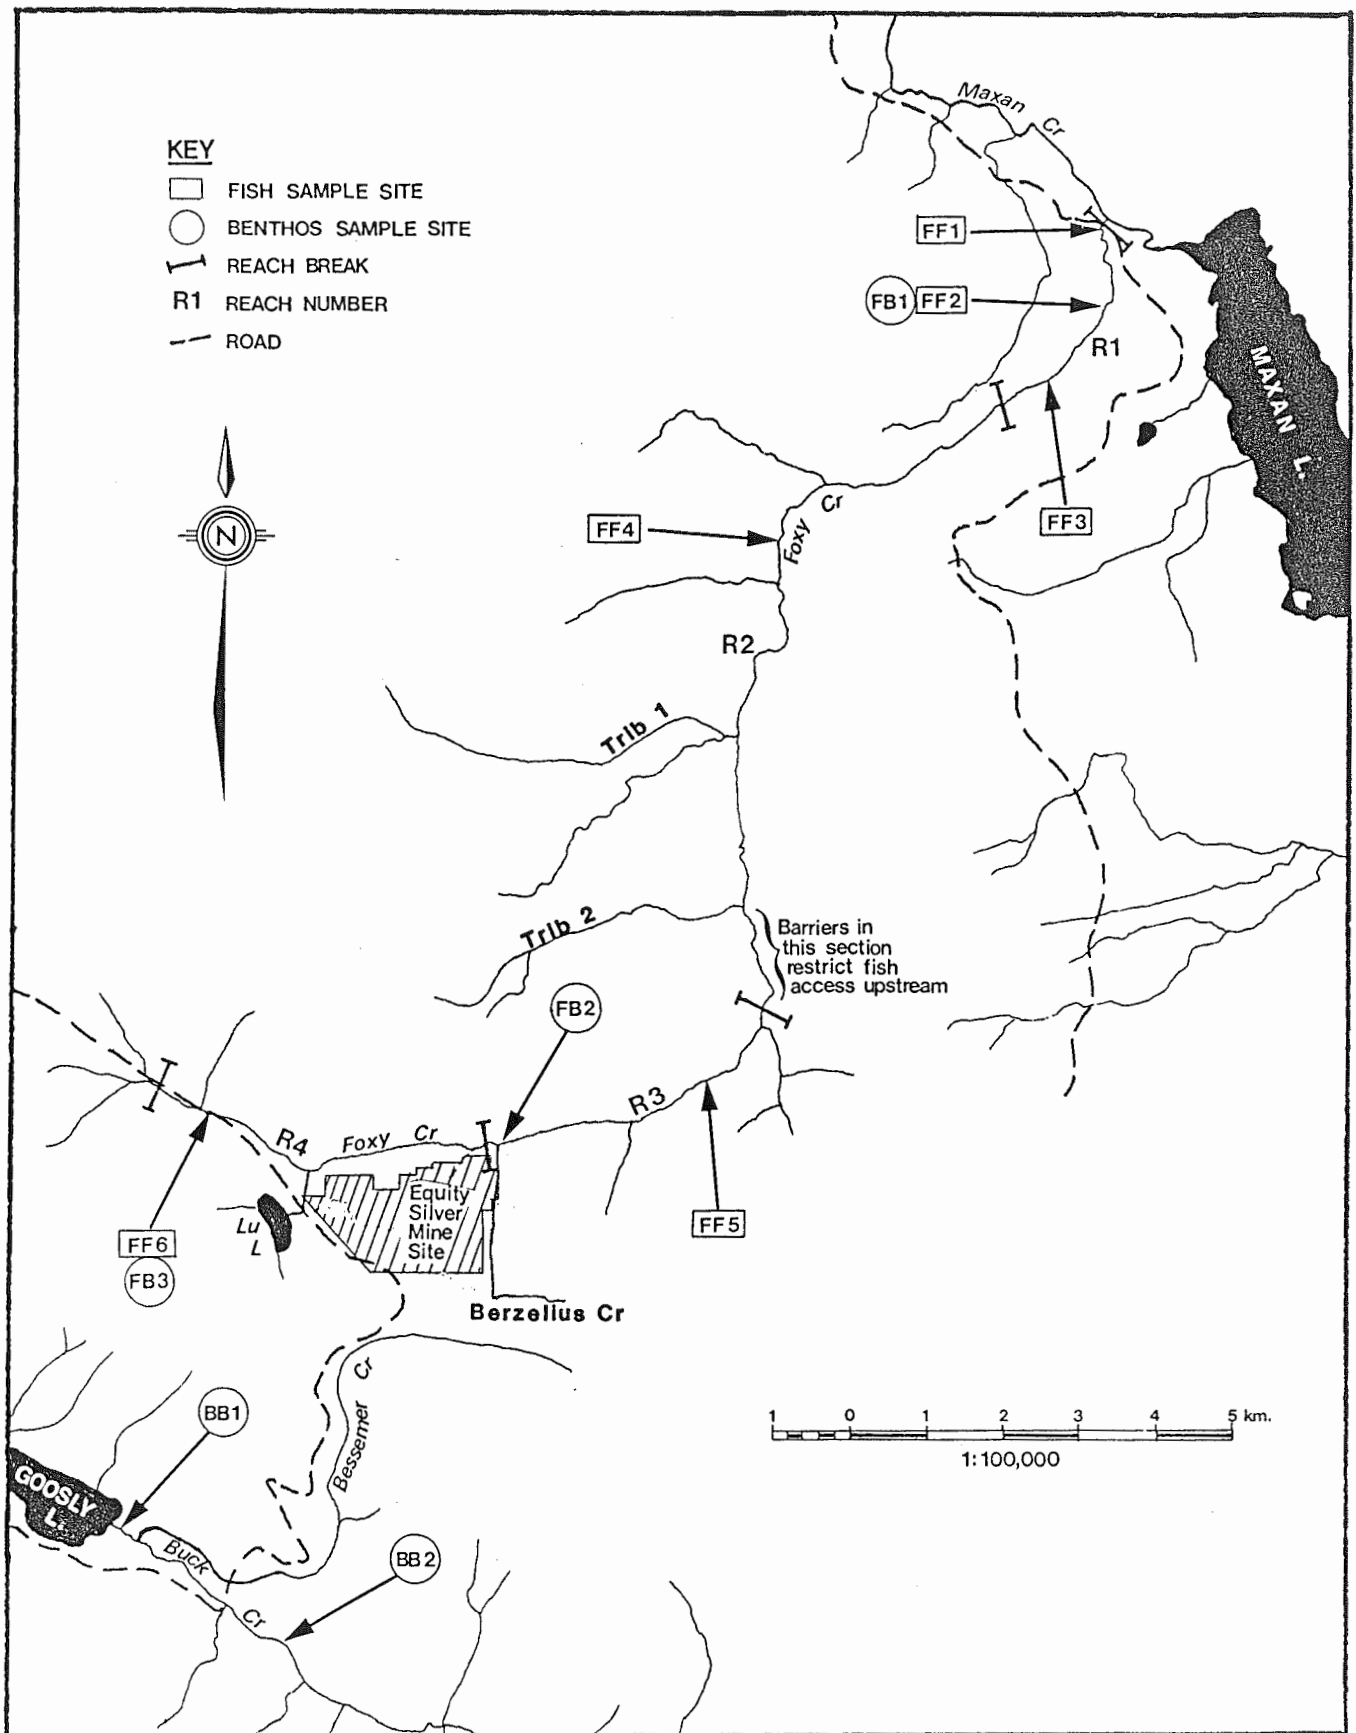 Maxan Cr
KEY
FISH SAMPLE SITE
BENTHOS SAMPLE SITE
REACH BREAK
R1 REACH NUMBER
ROAD
FF1
FB1 FF2
R1
MAXAN L.
N
Foxy Cr
FF4
FF3
R2
Trib 1
Trib 2
Barriers in
this section
restrict fish
access upstream
FB2
R3
R4
Foxy Cr
Equity
Silver
Mine
Site
Lu
L
FF5
FF6
FB3
Berzelius Cr
Bessemer Cr
BB1
GOOSLY
L.
Buck Cr
BB2
1 0 1 2 3 4 5 km.
1:100,000